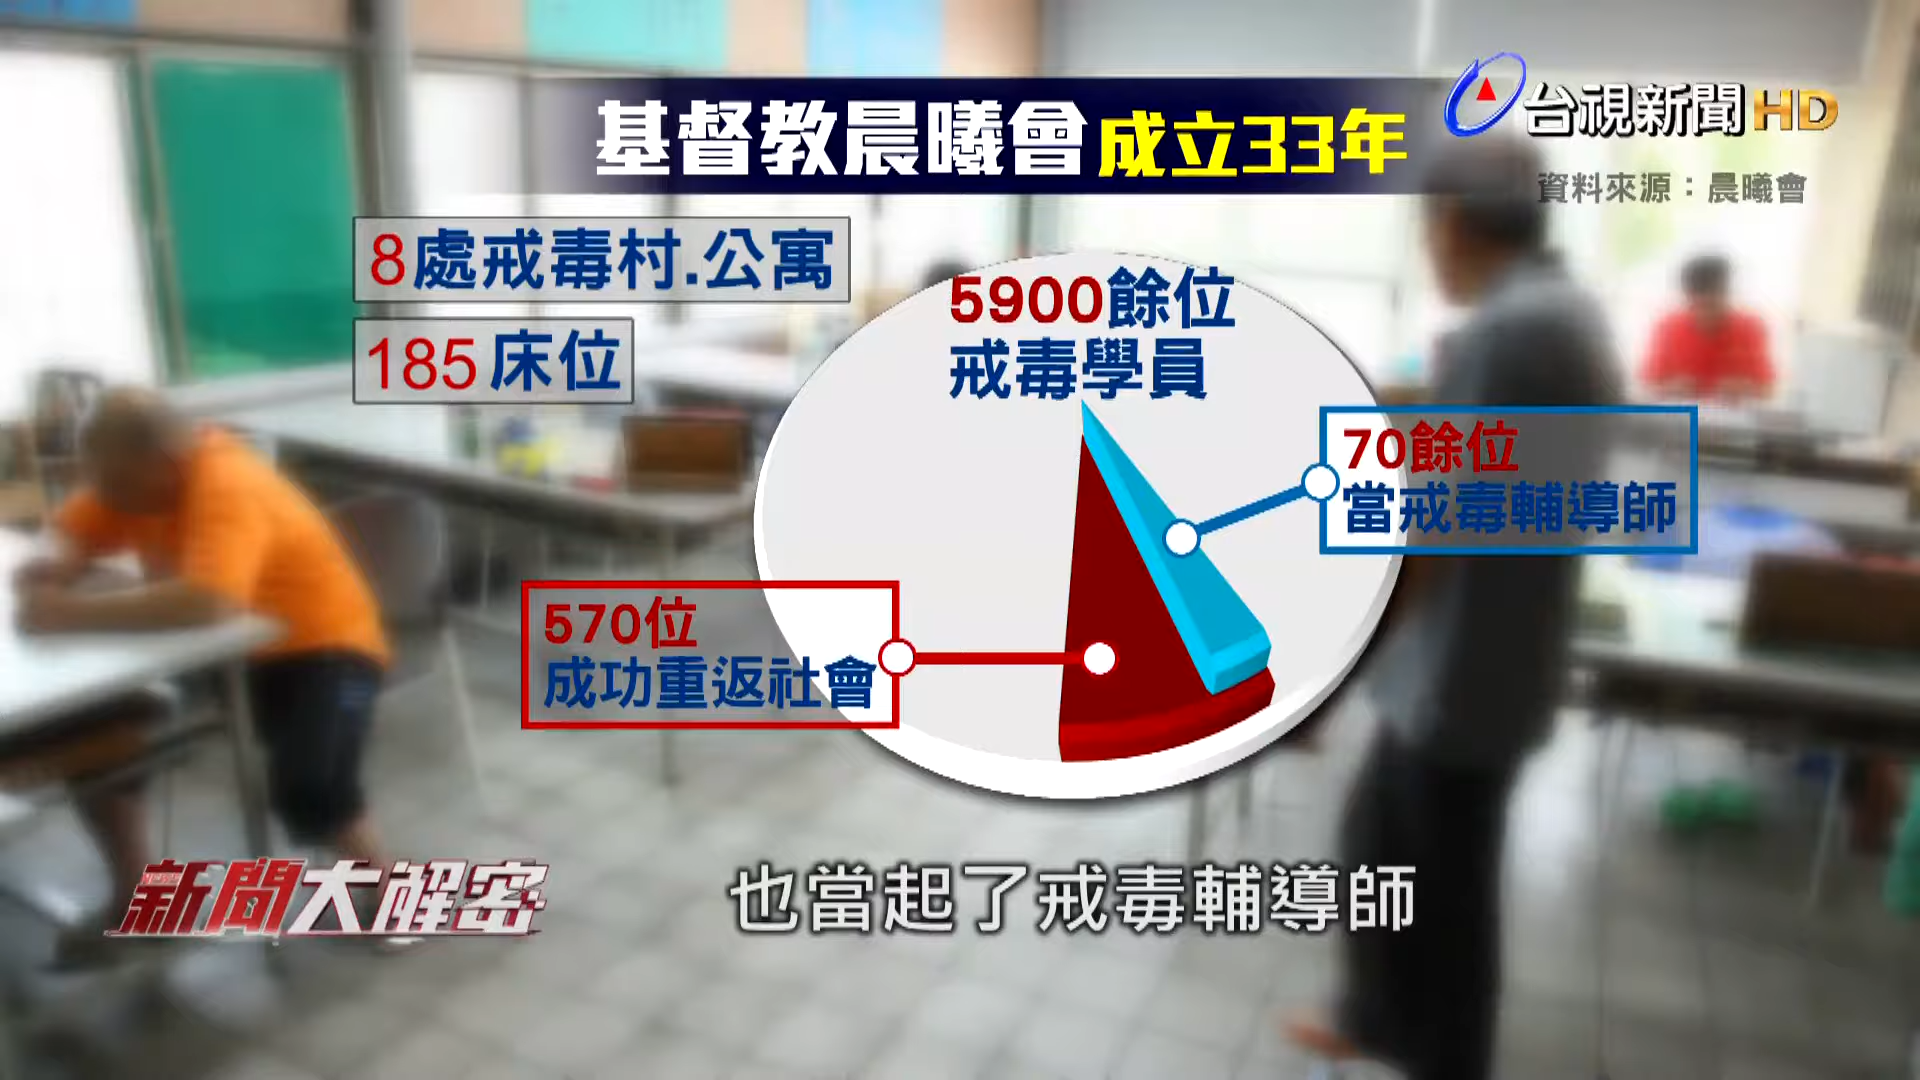 基督教晨曦會成立33年
台視新聞HD
資料來源：晨曦會
8處戒毒村.公寓
185床位
5900餘位
戒毒學員
70餘位
當戒毒輔導師
570位
成功重返社會
新聞大解密
也當起了戒毒輔導師